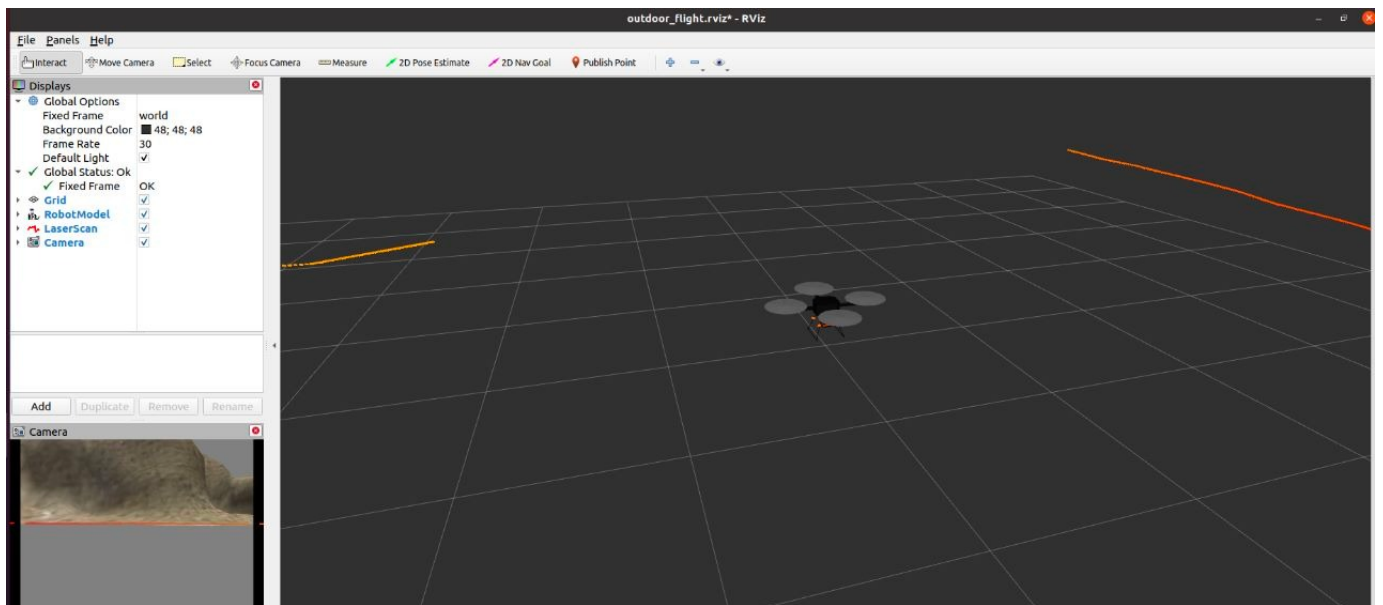 outdoor_flight.rviz* - RViz
File Panels Help
Interact Move Camera Select Focus Camera Measure 2D Pose Estimate 2D Nav Goal Publish Point
Displays
Global Options
Fixed Frame world
Background Color 48; 48; 48
Frame Rate 30
Default Light
Global Status: Ok
Fixed Frame OK
Grid
RobotModel
LaserScan
Camera
Add Duplicate Remove Rename
Camera